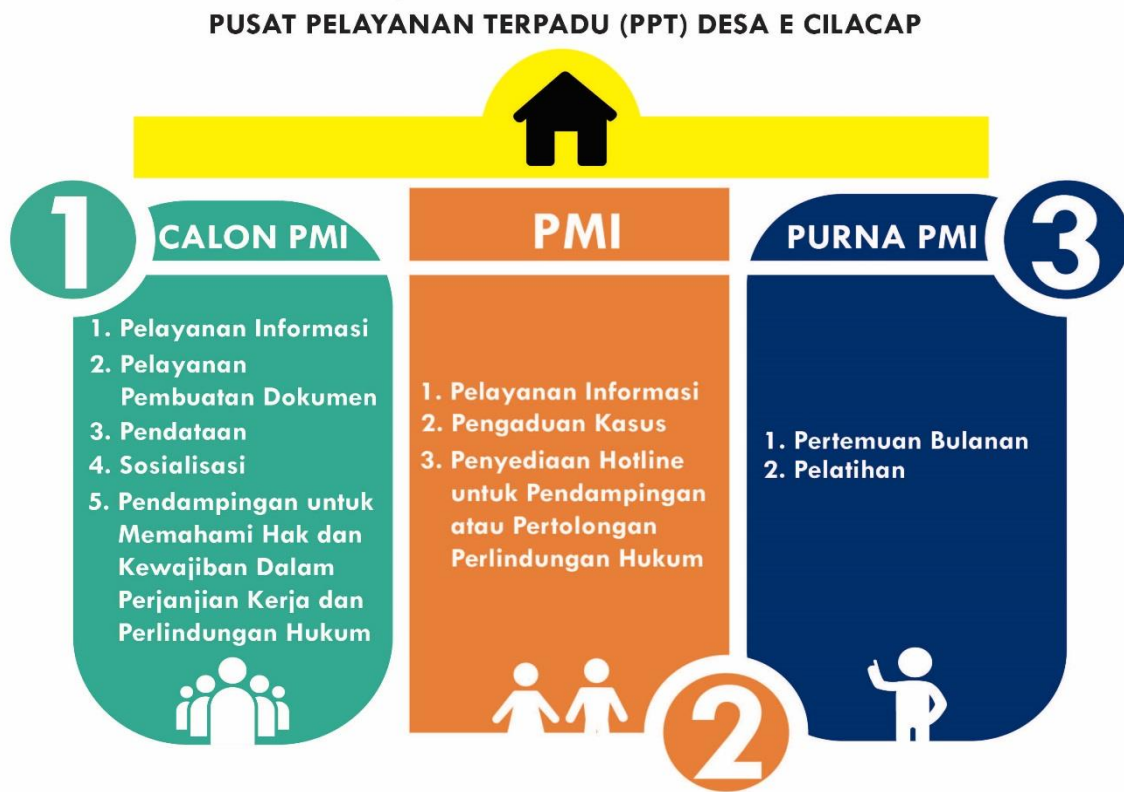 PUSAT PELAYANAN TERPADU (PPT) DESA E CILACAP
1
CALON PMI
1. Pelayanan Informasi
2. Pelayanan
Pembuatan Dokumen
3. Pendataan
4. Sosialisasi
5. Pendampingan untuk
Memahami Hak dan
Kewajiban Dalam
Perjanjian Kerja dan
Perlindungan Hukum
PMI
1. Pelayanan Informasi
2. Pengaduan Kasus
3. Penyediaan Hotline
untuk Pendampingan
atau Pertolongan
Perlindungan Hukum
2
PURNA PMI
3
1. Pertemuan Bulanan
2. Pelatihan